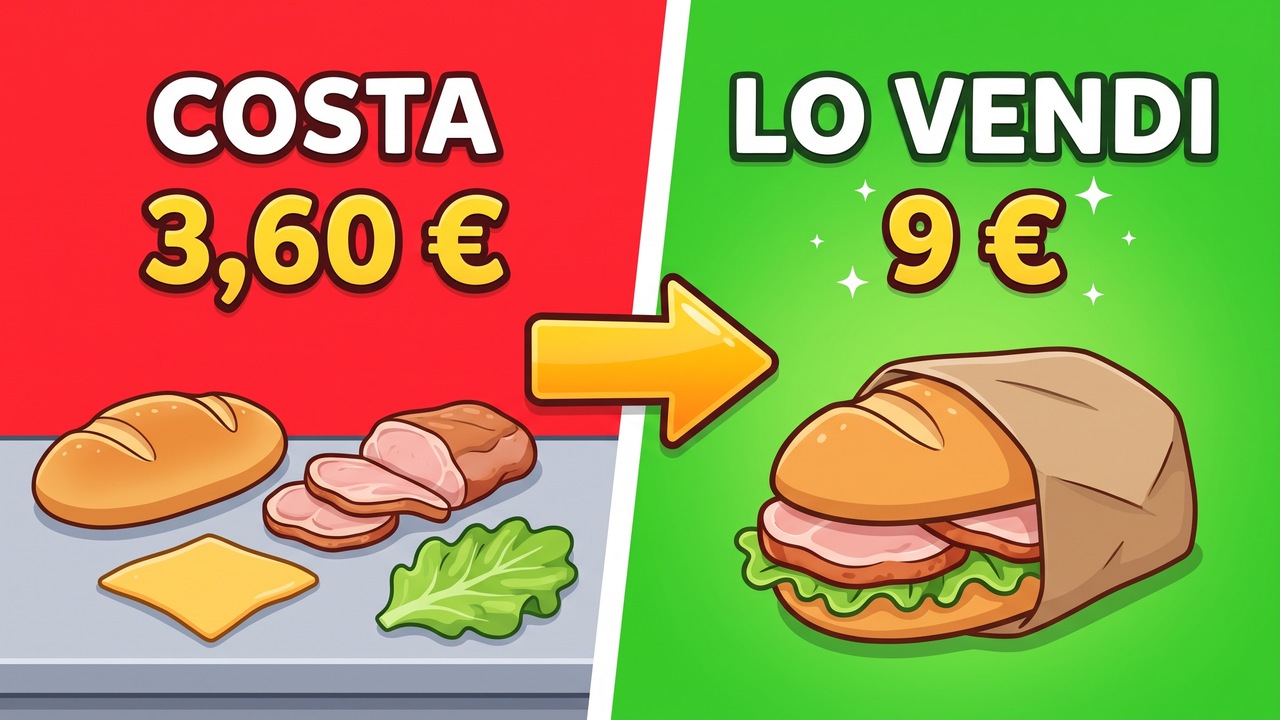 COSTA
3,60 €
LO VENDI
9 €